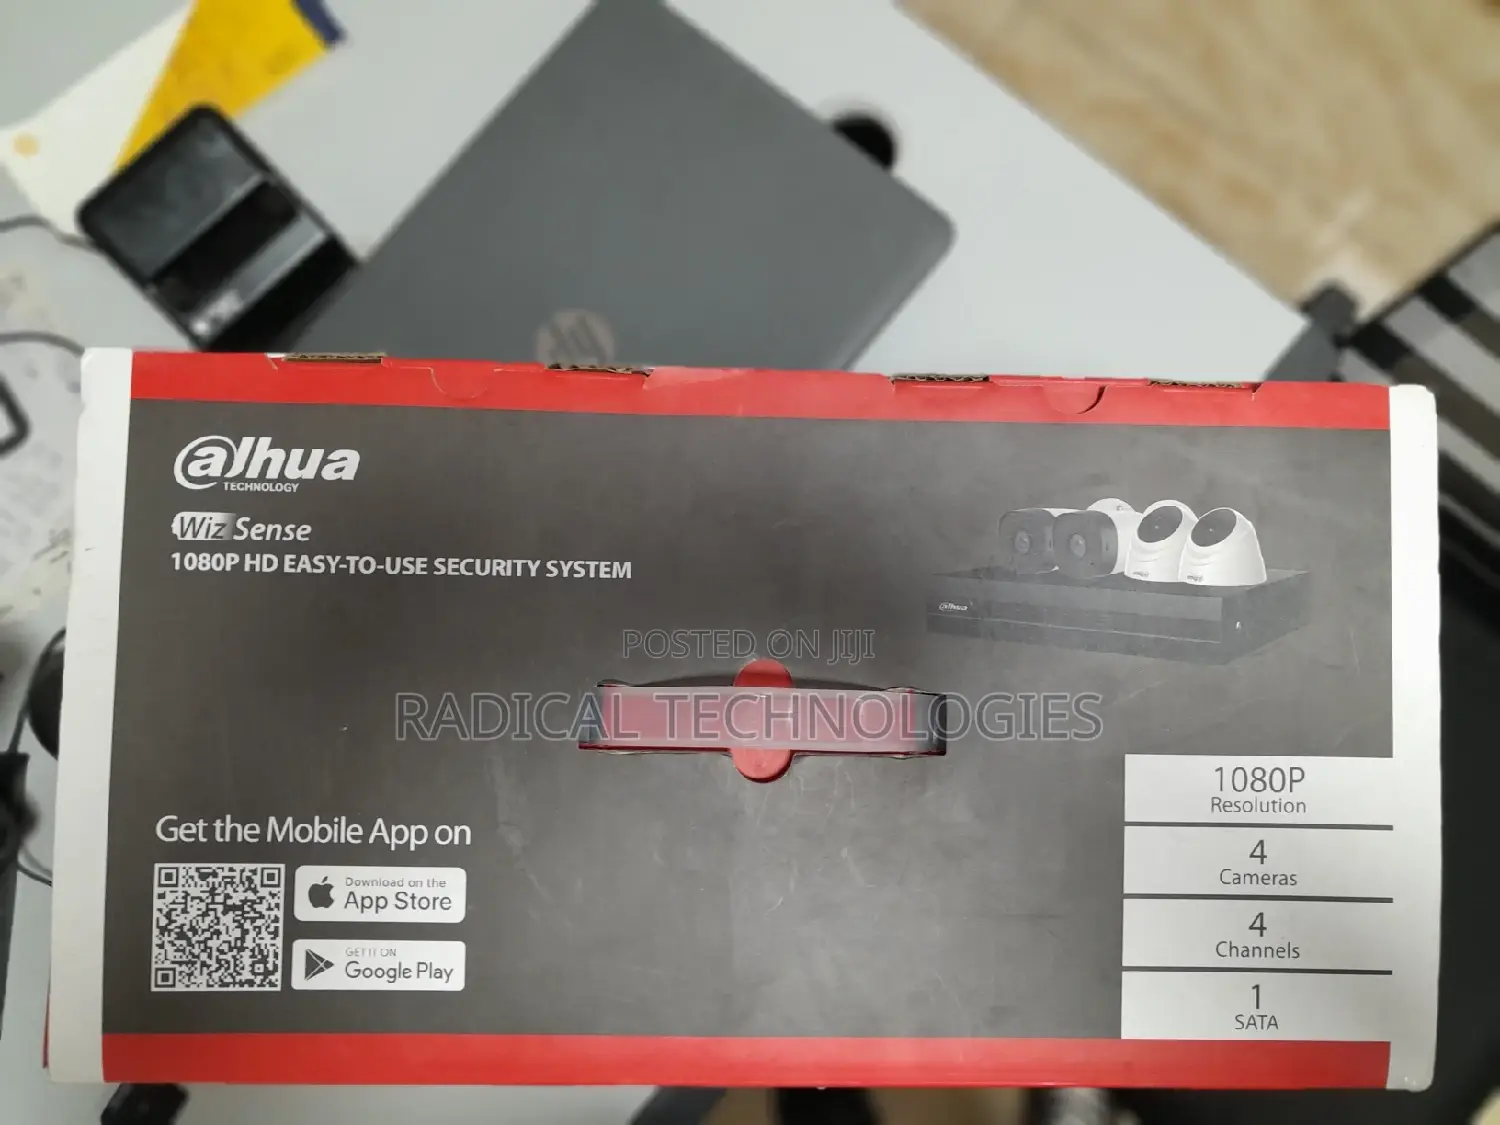 hp
alhua
TECHNOLOGY
Wiz Sense
1080P HD EASY-TO-USE SECURITY SYSTEM
alhua
POSTED ON JIJI
RADICAL TECHNOLOGIES
1080P
Resolution
4
Cameras
4
Channels
1
SATA
Get the Mobile App on
Download on the
App Store
GET IT ON
Google Play